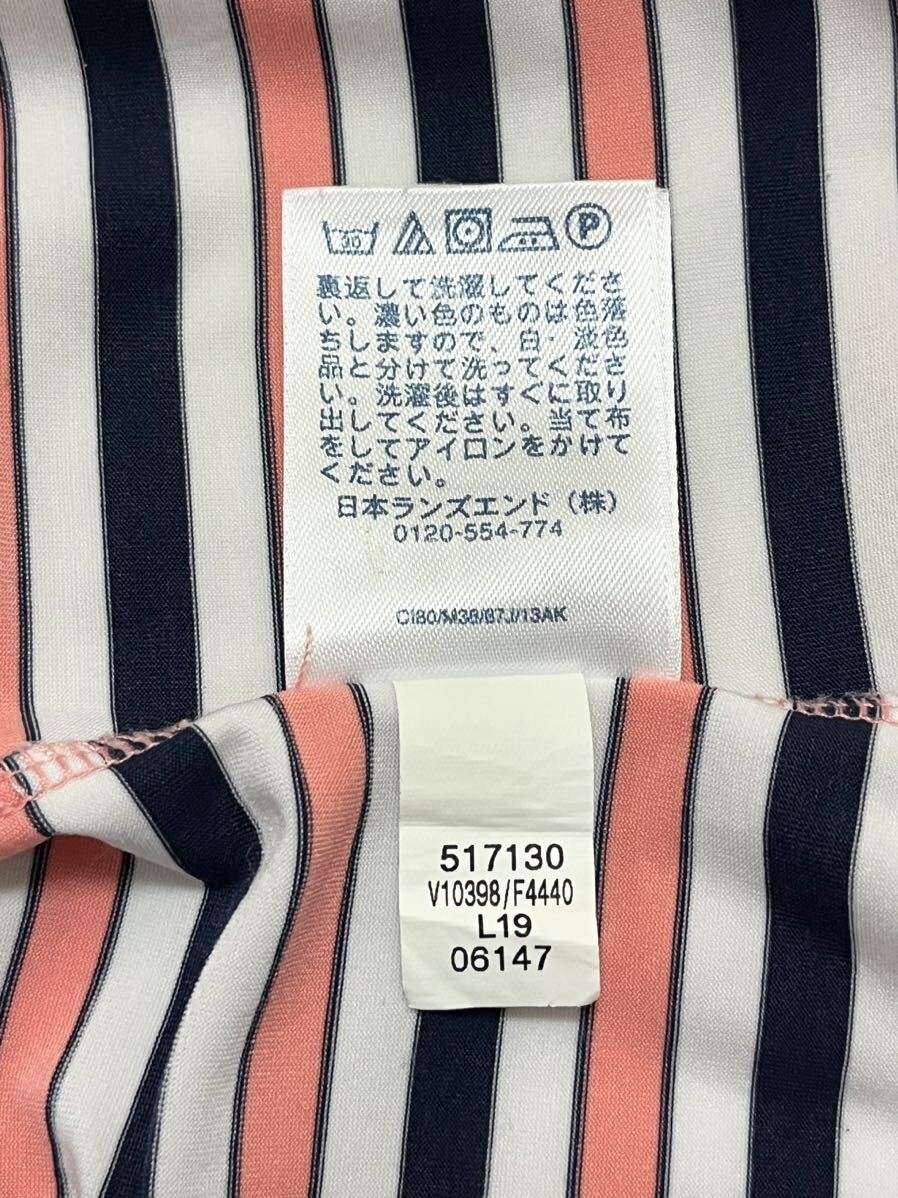 30 P
裏返して洗濯してくださ
い。濃い色のものは色落
ちしますので、白・淡色
品と分けて洗ってくださ
い。洗濯後はすぐに取り
出してください。当て布
をしてアイロンをかけて
ください。
日本ランズエンド（株）
0120-554-774
CI80/M38/67J/13AK
517130
V10398/F4440
L19
06147